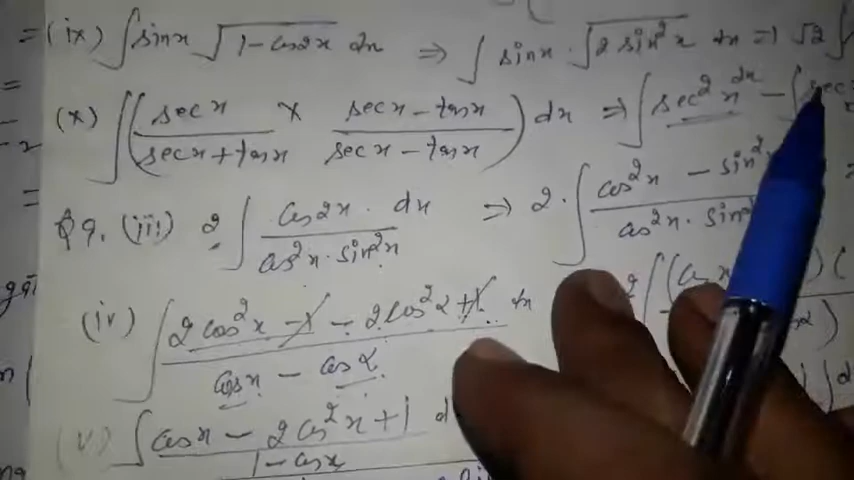 = (ix) ∫ sinx √(1-cos2x) dx ⇒ ∫ sinx · √(2 sin²x) dx ⇒ √2 ∫
(x) ∫ (secx / (secx+tanx) × (secx-tanx) / (secx-tanx)) dx ⇒ ∫ sec²x dx - ∫ sec
Q9. (iii) 2 ∫ cos2x · dx / (cos²x · sin²x) ⇒ 2 · ∫ (cos²x - sin²x) / (cos²x · sin²
(iv) ∫ (2cos²x - 1 - 2cos²α + 1) dx / (cosx - cosα)
(v) ∫ (cosx - 2cos²x + 1) / (1-cosx) d